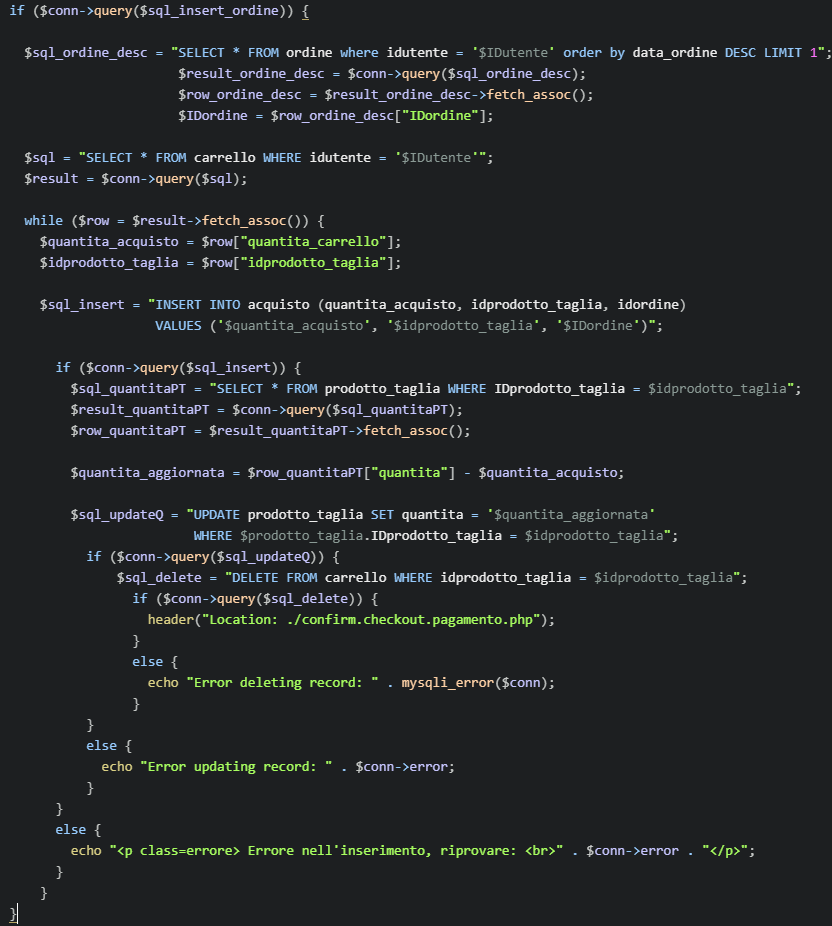 if ($conn->query($sql_insert_ordine)) {
$sql_ordine_desc = "SELECT * FROM ordine where idutente = '$IDutente' order by data_ordine DESC LIMIT 1";
$result_ordine_desc = $conn->query($sql_ordine_desc);
$row_ordine_desc = $result_ordine_desc->fetch_assoc();
$IDordine = $row_ordine_desc["IDordine"];
$sql = "SELECT * FROM carrello WHERE idutente = '$IDutente'";
$result = $conn->query($sql);
while ($row = $result->fetch_assoc()) {
$quantita_acquisto = $row["quantita_carrello"];
$idprodotto_taglia = $row["idprodotto_taglia"];
$sql_insert = "INSERT INTO acquisto (quantita_acquisto, idprodotto_taglia, idordine)
VALUES ('$quantita_acquisto', '$idprodotto_taglia', '$IDordine')";
if ($conn->query($sql_insert)) {
$sql_quantitaPT = "SELECT * FROM prodotto_taglia WHERE IDprodotto_taglia = $idprodotto_taglia";
$result_quantitaPT = $conn->query($sql_quantitaPT);
$row_quantitaPT = $result_quantitaPT->fetch_assoc();
$quantita_aggiornata = $row_quantitaPT["quantita"] - $quantita_acquisto;
$sql_updateQ = "UPDATE prodotto_taglia SET quantita = '$quantita_aggiornata'
WHERE $prodotto_taglia.IDprodotto_taglia = $idprodotto_taglia";
if ($conn->query($sql_updateQ)) {
$sql_delete = "DELETE FROM carrello WHERE idprodotto_taglia = $idprodotto_taglia";
if ($conn->query($sql_delete)) {
header("Location: ./confirm.checkout.pagamento.php");
}
else {
echo "Error deleting record: " . mysqli_error($conn);
}
}
else {
echo "Error updating record: " . $conn->error;
}
}
else {
echo "<p class=errore> Errore nell'inserimento, riprovare: <br>" . $conn->error . "</p>";
}
}
}